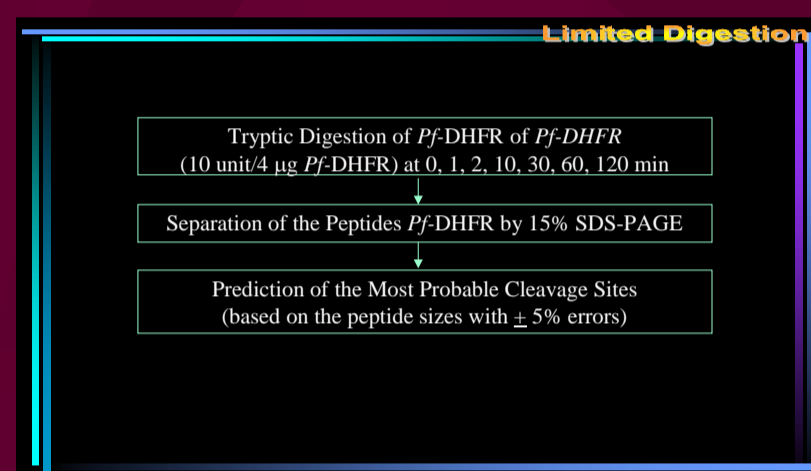 Limited Digestion
Tryptic Digestion of Pf-DHFR of Pf-DHFR
(10 unit/4 µg Pf-DHFR) at 0, 1, 2, 10, 30, 60, 120 min
Separation of the Peptides Pf-DHFR by 15% SDS-PAGE
Prediction of the Most Probable Cleavage Sites
(based on the peptide sizes with ± 5% errors)